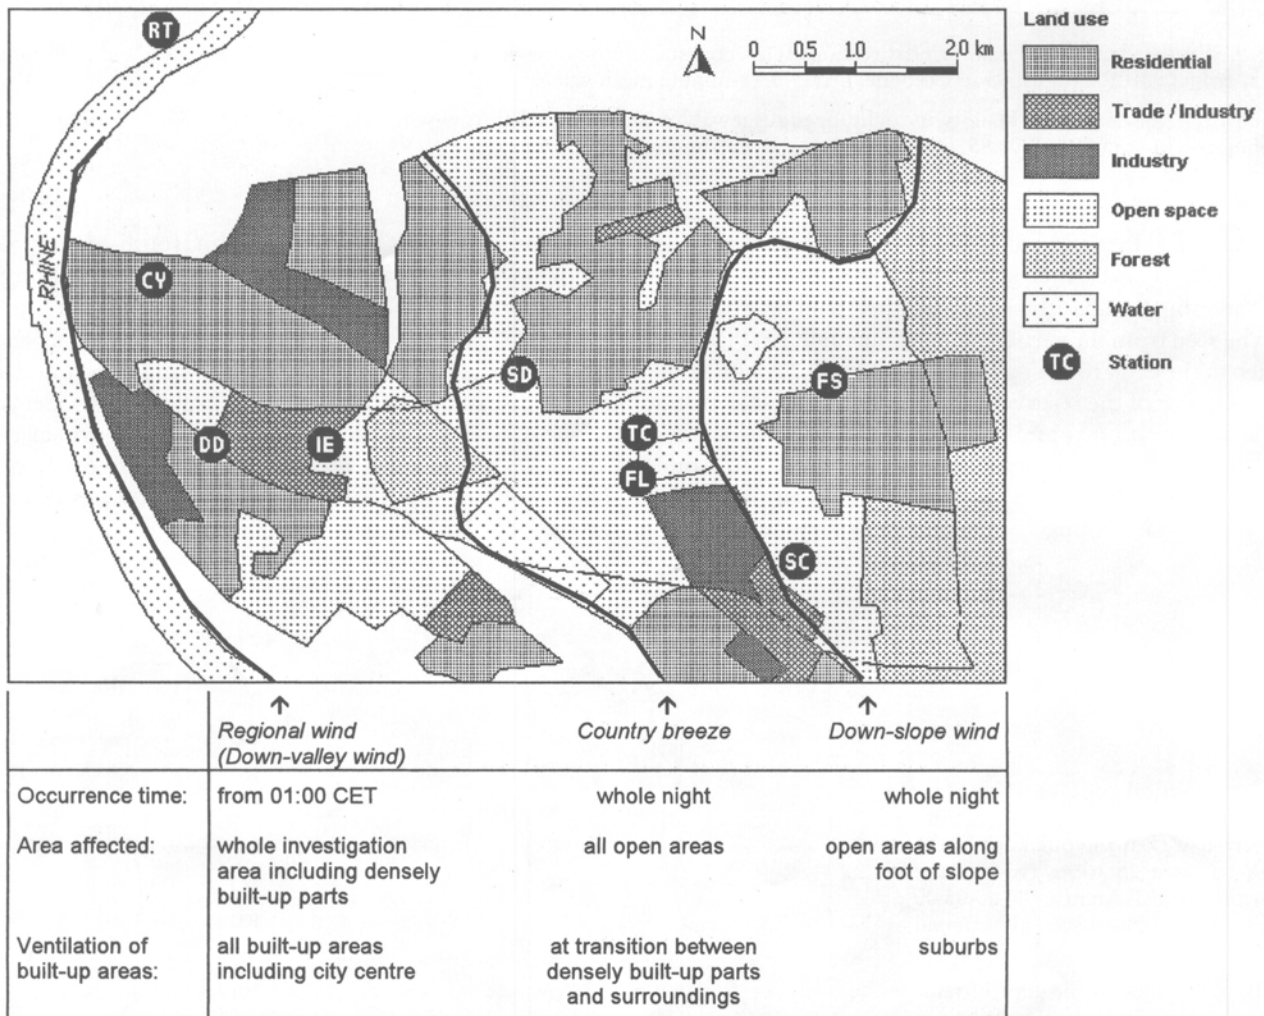 RT
N
0 0.5 1.0 2.0 km
RHINE
CY
SD
FS
DD
IE
TC
FL
SC
Land use
Residential
Trade / Industry
Industry
Open space
Forest
Water
TC Station
Regional wind
(Down-valley wind)
Country breeze
Down-slope wind
Occurrence time: from 01:00 CET whole night whole night
Area affected: whole investigation all open areas open areas along
area including densely foot of slope
built-up parts
Ventilation of all built-up areas at transition between suburbs
built-up areas: including city centre densely built-up parts
and surroundings